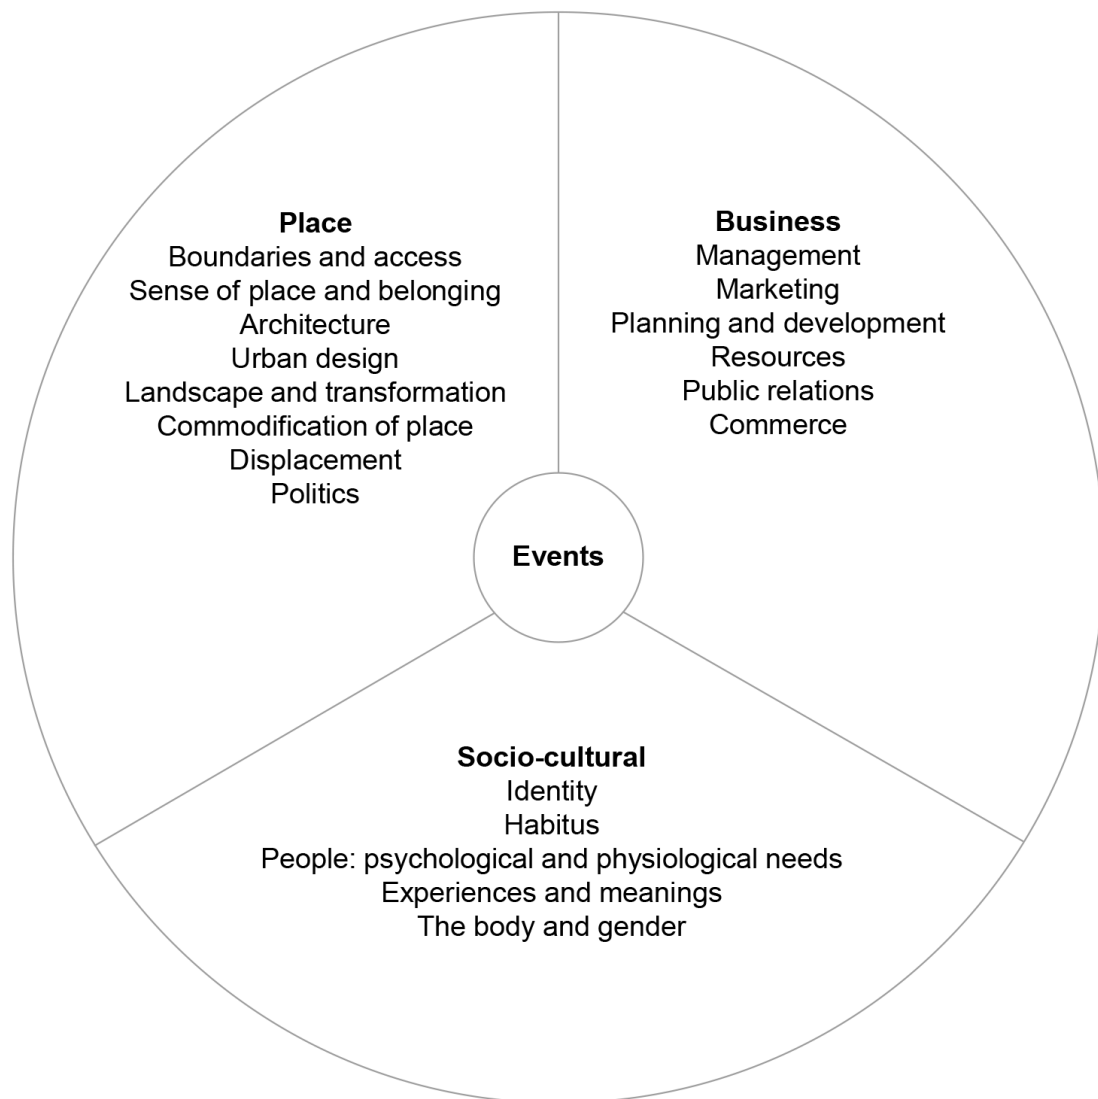 Place
Boundaries and access
Sense of place and belonging
Architecture
Urban design
Landscape and transformation
Commodification of place
Displacement
Politics
Business
Management
Marketing
Planning and development
Resources
Public relations
Commerce
Events
Socio-cultural
Identity
Habitus
People: psychological and physiological needs
Experiences and meanings
The body and gender